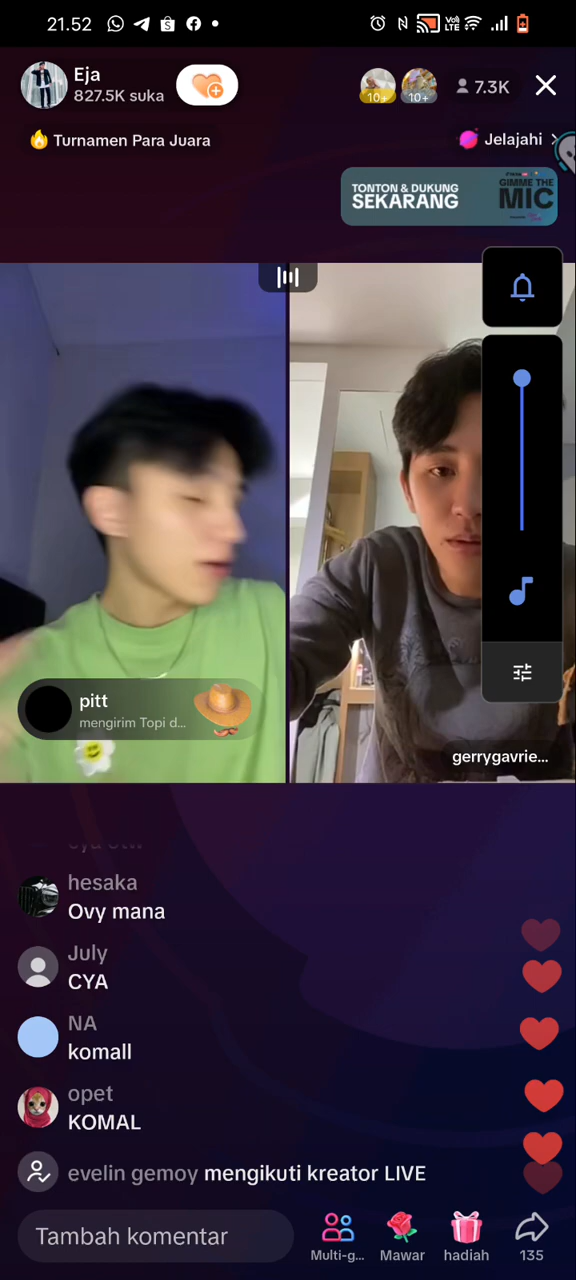 21.52
Vo)
LTE
Eja
827.5K suka
10+
10+
7.3K
Turnamen Para Juara
Jelajahi
TONTON & DUKUNG
SEKARANG
GIMME THE
MIC
pitt
mengirim Topi d...
gerrygavrie...
hesaka
Ovy mana
July
CYA
NA
komall
opet
KOMAL
evelin gemoy mengikuti kreator LIVE
Tambah komentar
Multi-g...
Mawar
hadiah
135